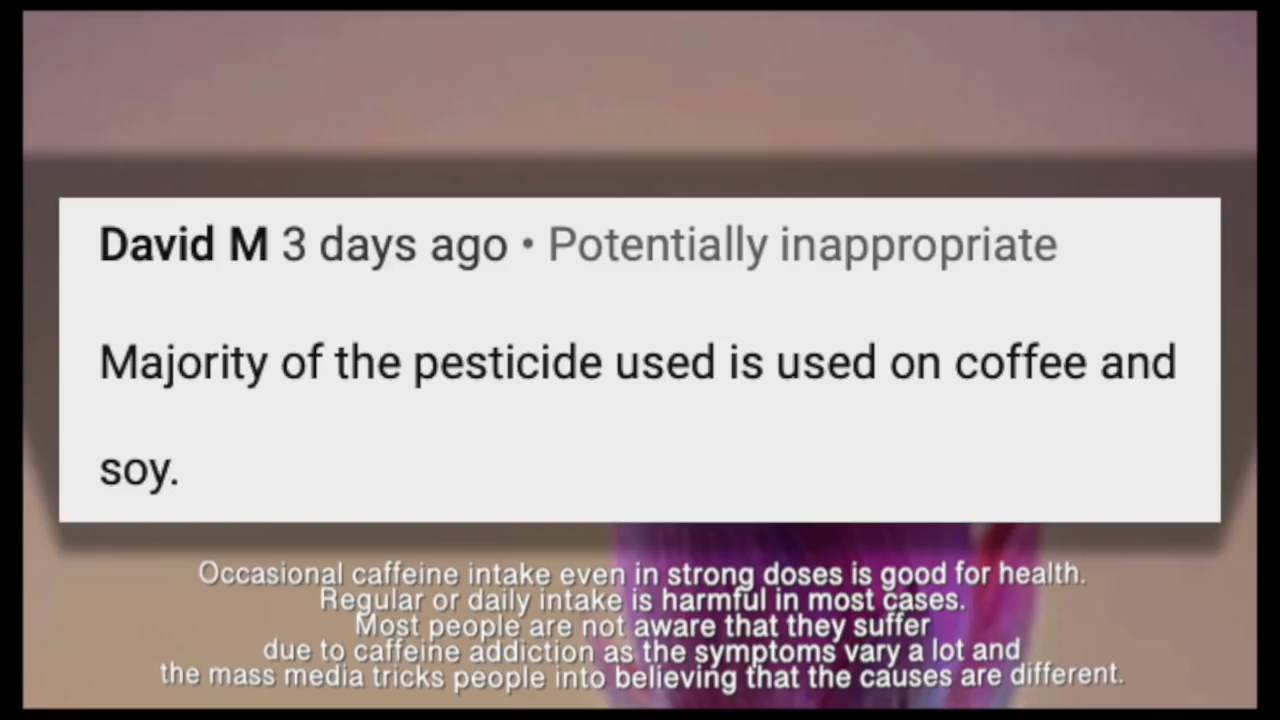 David M 3 days ago • Potentially inappropriate
Majority of the pesticide used is used on coffee and
soy.
Occasional caffeine intake even in strong doses is good for health.
Regular or daily intake is harmful in most cases.
Most people are not aware that they suffer
due to caffeine addiction as the symptoms vary a lot and
the mass media tricks people into believing that the causes are different.